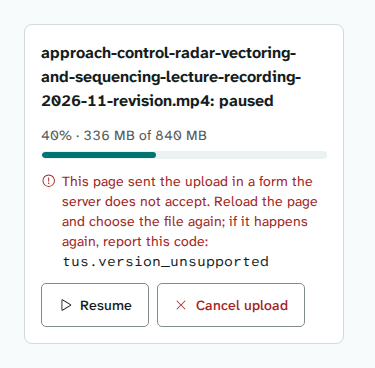 approach-control-radar-vectoring-
and-sequencing-lecture-recording-
2026-11-revision.mp4: paused
40% · 336 MB of 840 MB
This page sent the upload in a form the
server does not accept. Reload the page
and choose the file again; if it happens
again, report this code:
tus.version_unsupported
Resume
Cancel upload